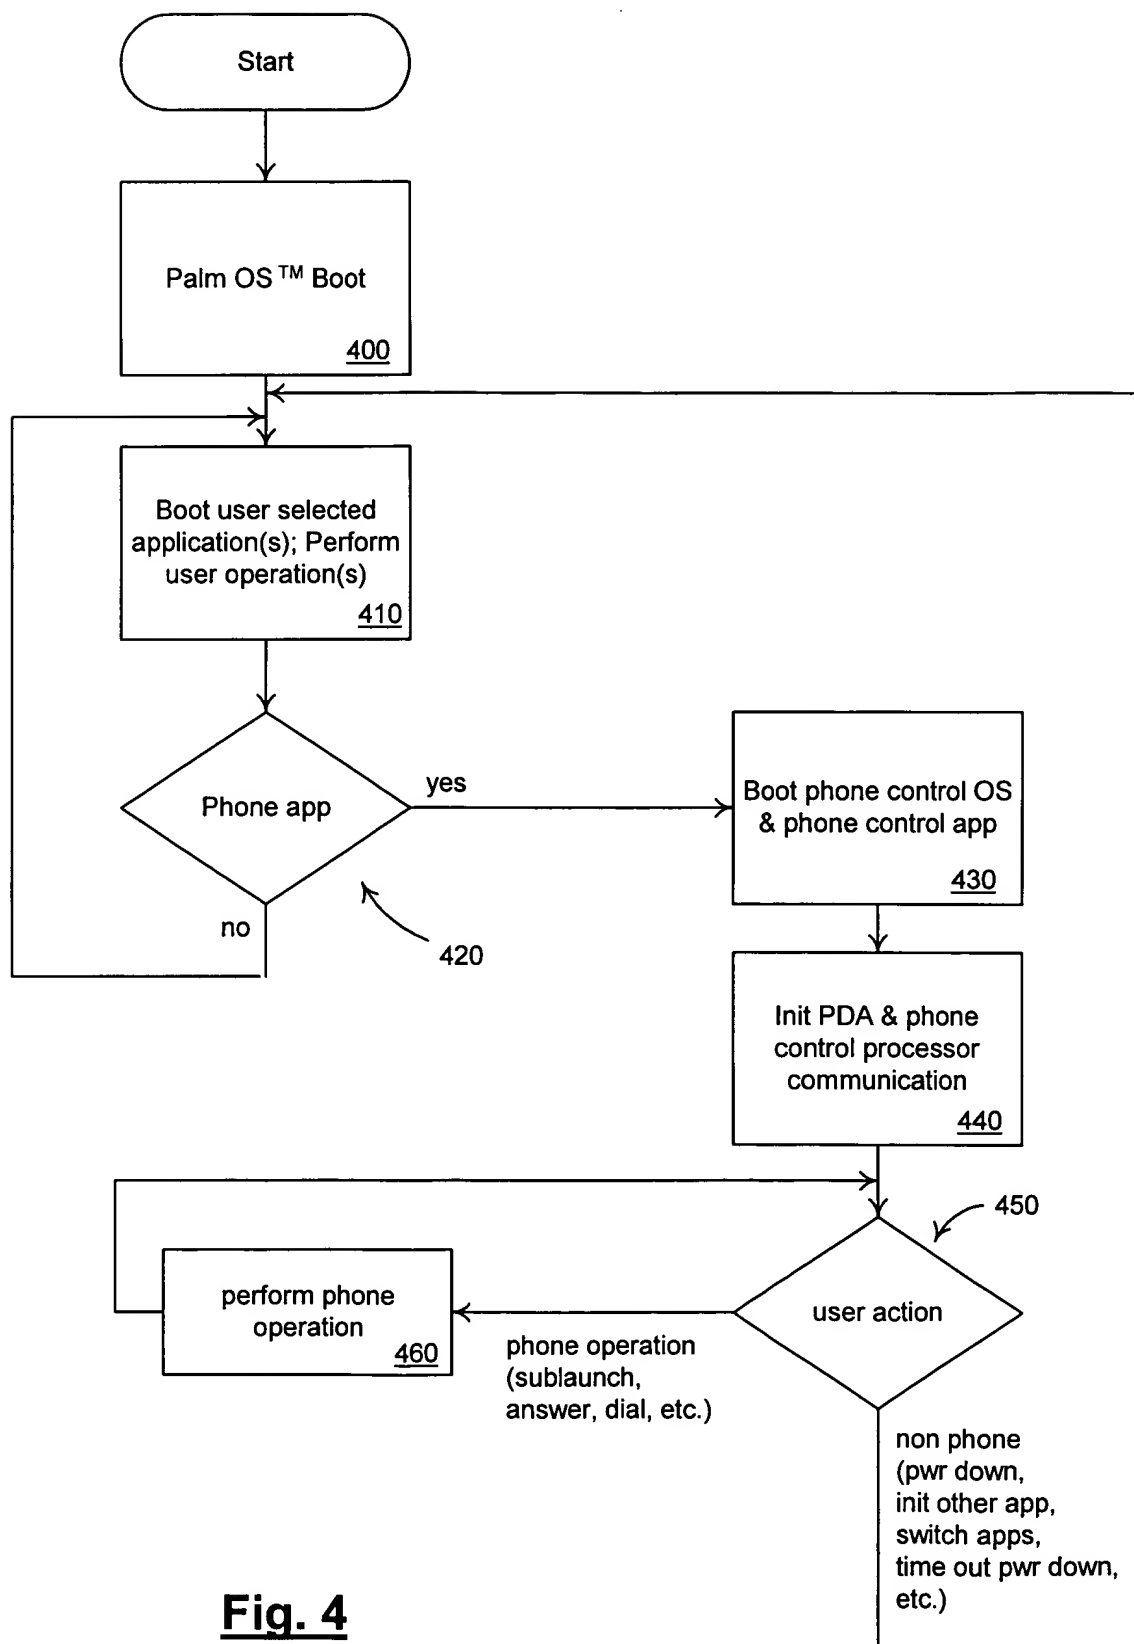 Start
Palm OS™ Boot
400
Boot user selected
application(s); Perform
user operation(s)
410
Phone app
yes
no
420
Boot phone control OS
& phone control app
430
Init PDA & phone
control processor
communication
440
450
user action
perform phone
operation
460
phone operation
(sublaunch,
answer, dial, etc.)
non phone
(pwr down,
init other app,
switch apps,
time out pwr down,
etc.)
Fig. 4